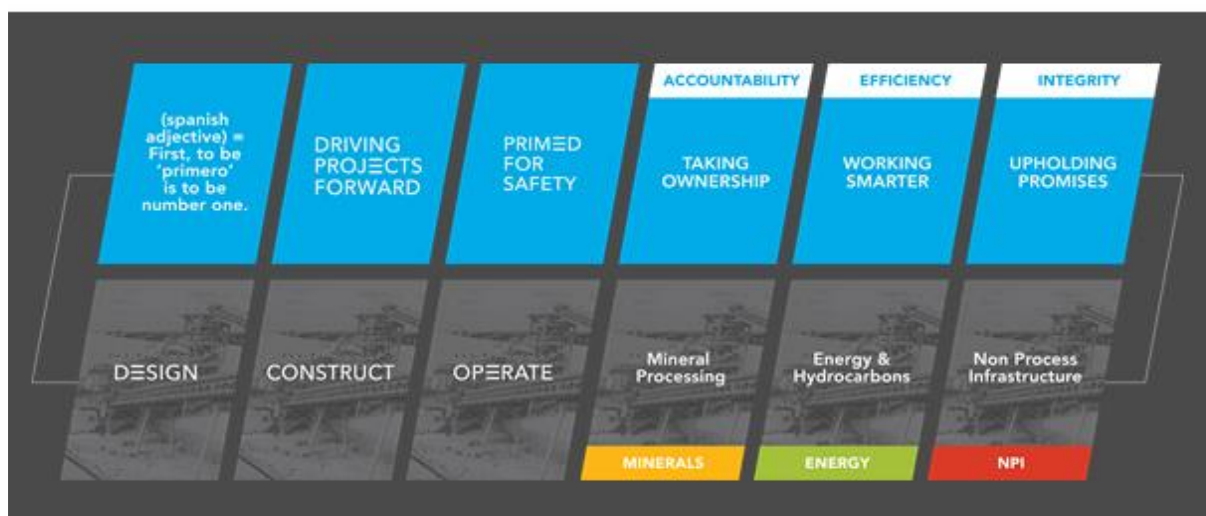 (spanish
adjective) =
First, to be
'primero'
is to be
number one.
DRIVING
PROJECTS
FORWARD
PRIMED
FOR
SAFETY
ACCOUNTABILITY
TAKING
OWNERSHIP
EFFICIENCY
WORKING
SMARTER
INTEGRITY
UPHOLDING
PROMISES
DESIGN
CONSTRUCT
OPERATE
Mineral
Processing
MINERALS
Energy &
Hydrocarbons
ENERGY
Non Process
Infrastructure
NPI